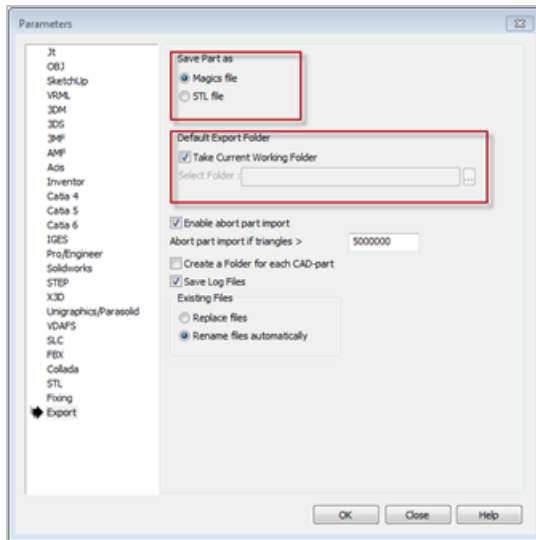 Parameters
Jt
OBJ
SketchUp
VRML
3DM
3DS
3MF
AMF
Acis
Inventor
Catia 4
Catia 5
Catia 6
IGES
Pro/Engineer
Solidworks
STEP
X3D
Unigraphics/Parasolid
VDAFS
SLC
FBX
Collada
STL
Fixing
Export
Save Part as
Magics file
STL file
Default Export Folder
Take Current Working Folder
Select Folder :
...
Enable abort part import
Abort part import if triangles > 5000000
Create a Folder for each CAD-part
Save Log Files
Existing Files
Replace files
Rename files automatically
OK Close Help